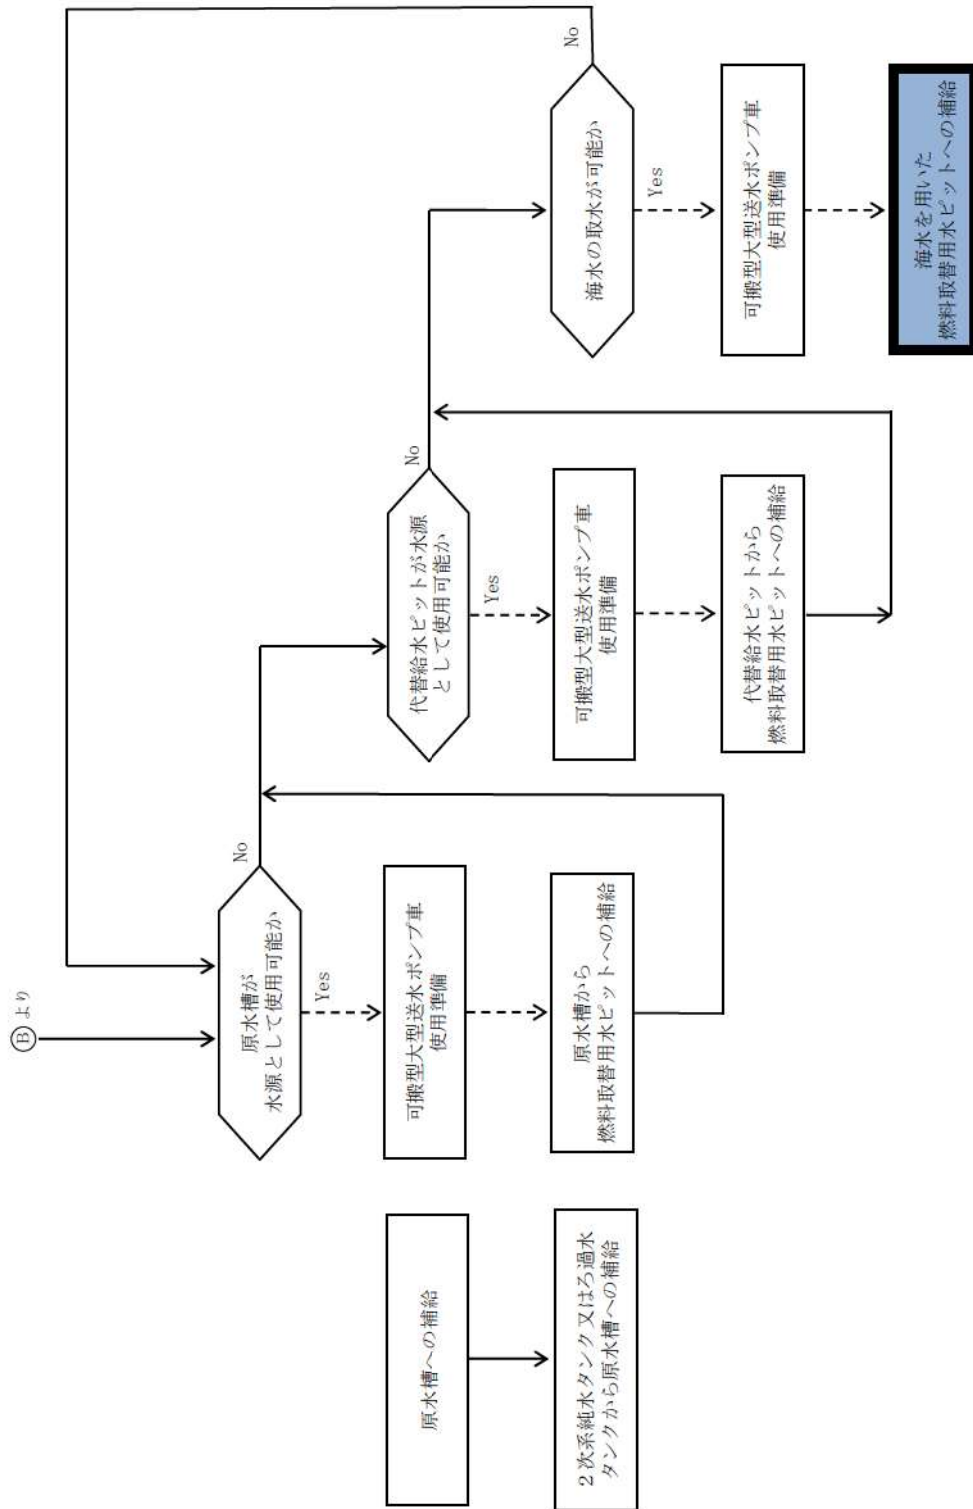 Ⓑより
原水槽が
水源として使用可能か
No
Yes
可搬型大型送水ポンプ車
使用準備
原水槽から
燃料取替用水ピットへの補給
原水槽への補給
2次系純水タンク又はろ過水
タンクから原水槽への補給
代替給水ピットが水源
として使用可能か
No
Yes
可搬型大型送水ポンプ車
使用準備
代替給水ピットから
燃料取替用水ピットへの補給
海水の取水が可能か
No
Yes
可搬型大型送水ポンプ車
使用準備
海水を用いた
燃料取替用水ピットへの補給